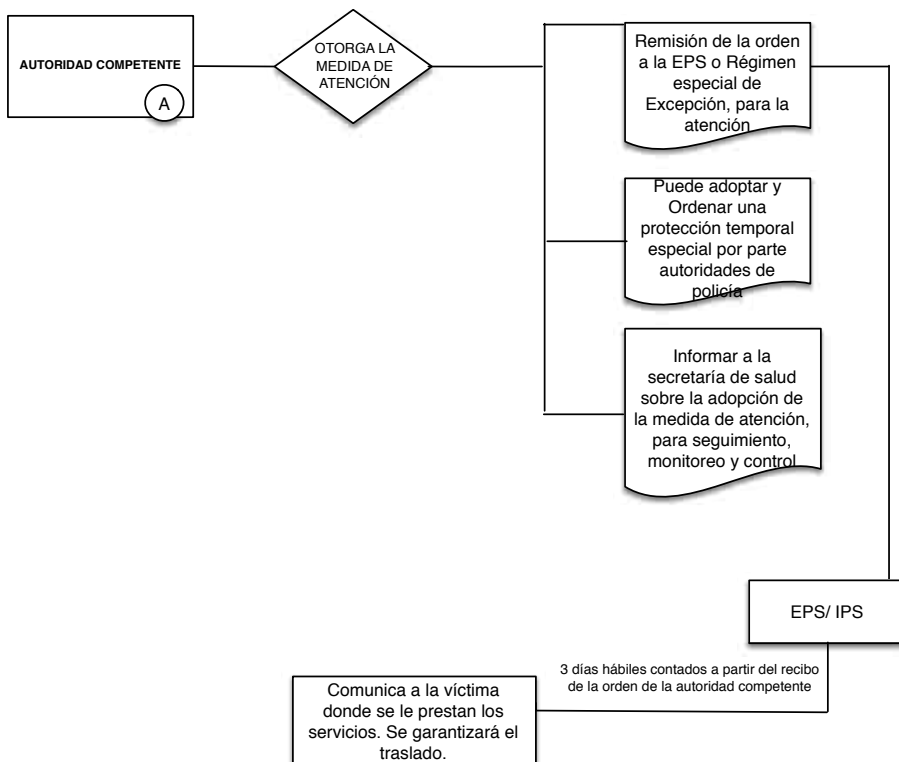 AUTORIDAD COMPETENTE
A
OTORGA LA
MEDIDA DE
ATENCIÓN
Remisión de la orden
a la EPS o Régimen
especial de
Excepción, para la
atención
Puede adoptar y
Ordenar una
protección temporal
especial por parte
autoridades de
policía
Informar a la
secretaría de salud
sobre la adopción de
la medida de atención,
para seguimiento,
monitoreo y control
EPS/ IPS
3 días hábiles contados a partir del recibo
de la orden de la autoridad competente
Comunica a la víctima
donde se le prestan los
servicios. Se garantizará el
traslado.